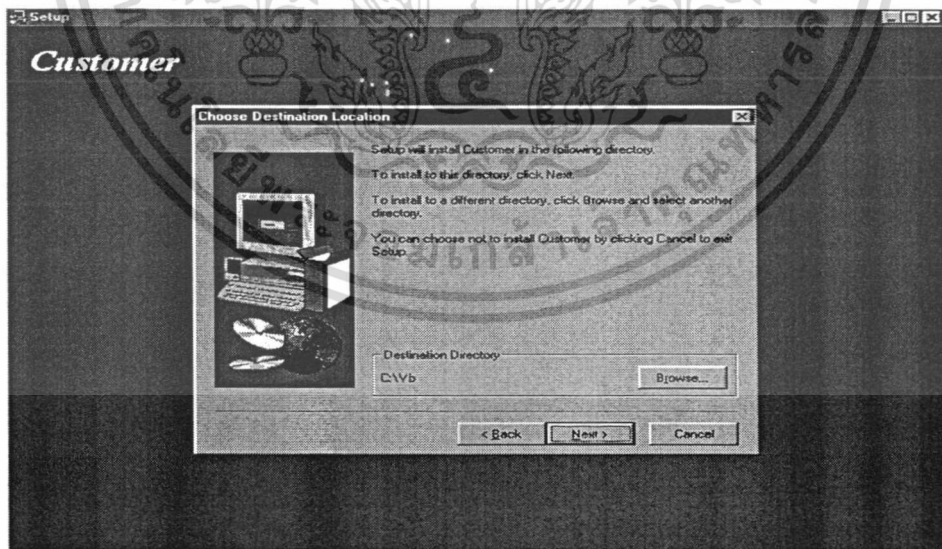 Setup
Customer
Choose Destination Location
Setup will install Customer in the following directory.
To install to this directory, click Next.
To install to a different directory, click Browse and select another
directory.
You can choose not to install Customer by clicking Cancel to exit
Setup.
Destination Directory
C:\Vb
Browse...
< Back
Next >
Cancel